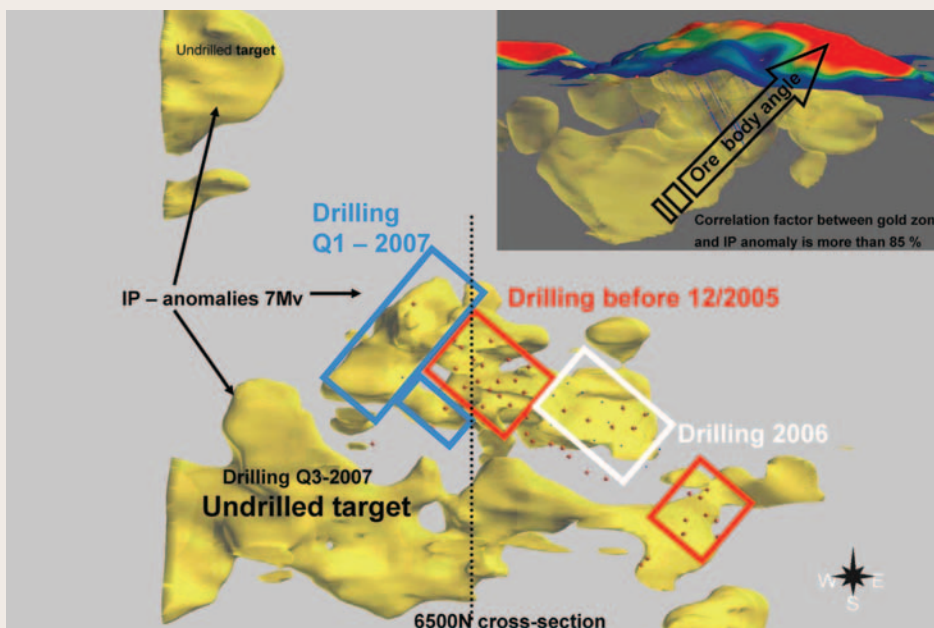 Undrilled target
Ore body angle
Correlation factor between gold zon
and IP anomaly is more than 85 %
Drilling
Q1 – 2007
IP – anomalies 7Mv
Drilling before 12/2005
Drilling 2006
Drilling Q3-2007
Undrilled target
W E
S
6500N cross-section